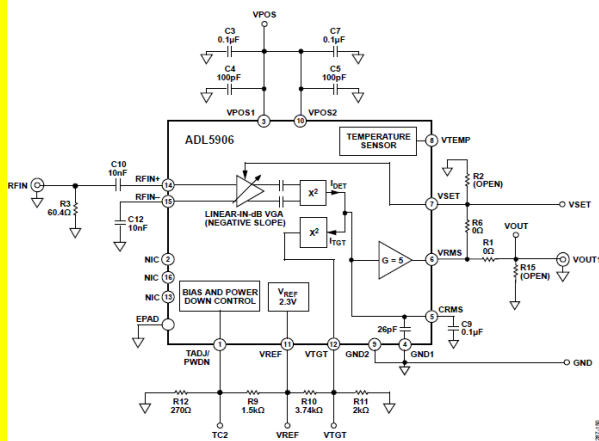 VPOS
C3
0.1µF
C7
0.1µF
C4
100pF
C5
100pF
VPOS1
VPOS2
3
10
ADL5906
TEMPERATURE
SENSOR
8
VTEMP
C10
10nF
RFIN+
14
RFIN
R3
60.4Ω
RFIN–
15
C12
10nF
X²
IDET
LINEAR-IN-dB VGA
(NEGATIVE SLOPE)
X²
ITGT
R2
(OPEN)
VSET
7
VSET
R6
0Ω
VOUT
G = 5
VRMS
6
R1
0Ω
VOUT1
R15
(OPEN)
NIC
2
NIC
16
NIC
13
BIAS AND POWER
DOWN CONTROL
VREF
2.3V
26pF
CRMS
5
C9
0.1µF
EPAD
1
11
12
9
4
TADJ/
PWDN
VREF
VTGT
GND2
GND1
GND
R12
270Ω
R9
1.5kΩ
R10
3.74kΩ
R11
2kΩ
TC2
VREF
VTGT